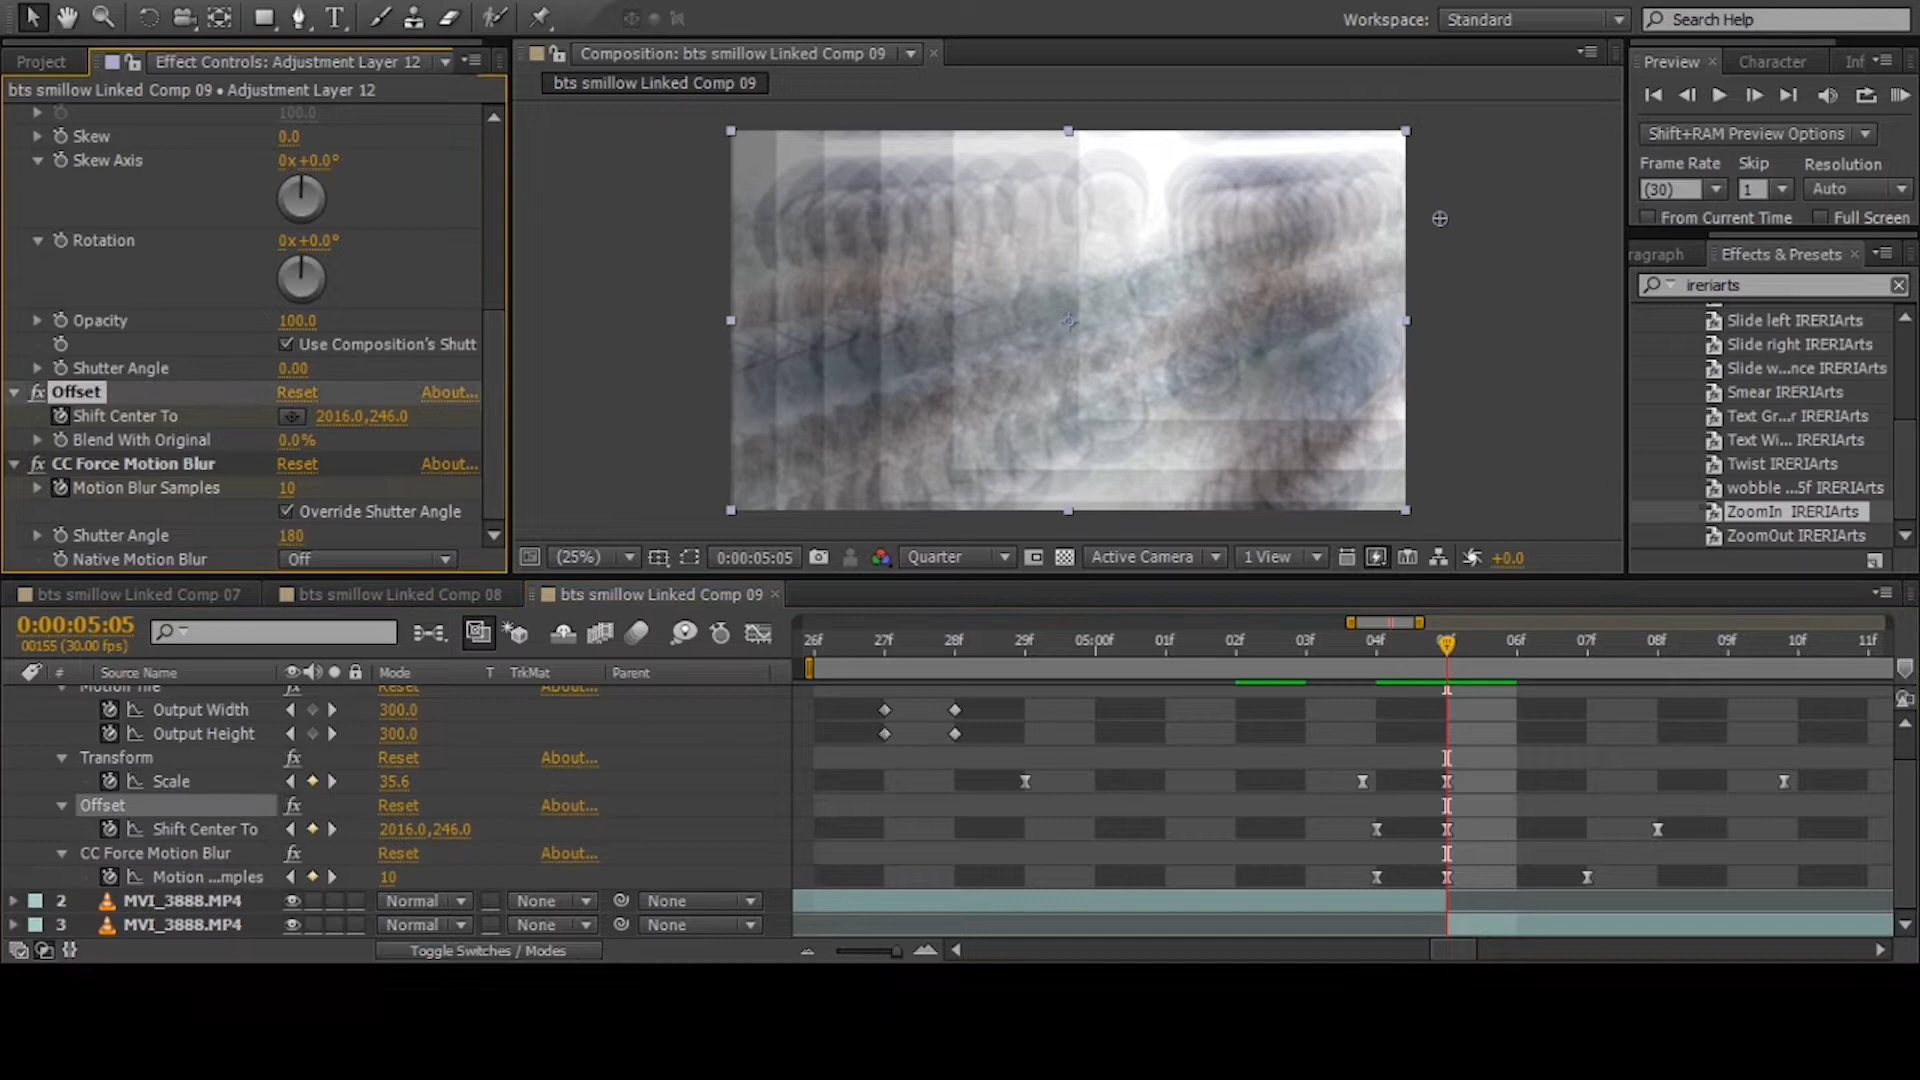 Workspace: Standard Search Help
Project Effect Controls: Adjustment Layer 12
bts smillow Linked Comp 09 • Adjustment Layer 12
100.0
Skew 0.0
Skew Axis 0x+0.0°
Rotation 0x+0.0°
Opacity 100.0
Use Composition's Shutt
Shutter Angle 0.00
fx Offset Reset About...
Shift Center To 2016.0,246.0
Blend With Original 0.0%
fx CC Force Motion Blur Reset About...
Motion Blur Samples 10
Override Shutter Angle
Shutter Angle 180
Native Motion Blur Off
Composition: bts smillow Linked Comp 09
bts smillow Linked Comp 09
(25%) 0:00:05:05 Quarter Active Camera 1 View +0.0
Preview Character Inf
Shift+RAM Preview Options
Frame Rate Skip Resolution
(30) 1 Auto
From Current Time Full Screen
ragraph Effects & Presets
ireriarts
Slide left IRERIArts
Slide right IRERIArts
Slide w...nce IRERIArts
Smear IRERIArts
Text Gr...r IRERIArts
Text Wi... IRERIArts
Twist IRERIArts
wobble ...5f IRERIArts
ZoomIn IRERIArts
ZoomOut IRERIArts
bts smillow Linked Comp 07 bts smillow Linked Comp 08 bts smillow Linked Comp 09
0:00:05:05
00155 (30.00 fps)
26f 27f 28f 29f 05:00f 01f 02f 03f 04f 06f 07f 08f 09f 10f 11f
# Source Name Mode T TrkMat Parent
Motion Tile fx Reset About...
Output Width 300.0
Output Height 300.0
Transform fx Reset About...
Scale 35.6
Offset fx Reset About...
Shift Center To 2016.0,246.0
CC Force Motion Blur fx Reset About...
Motion ...mples 10
2 MVI_3888.MP4 Normal None None
3 MVI_3888.MP4 Normal None None
Toggle Switches / Modes